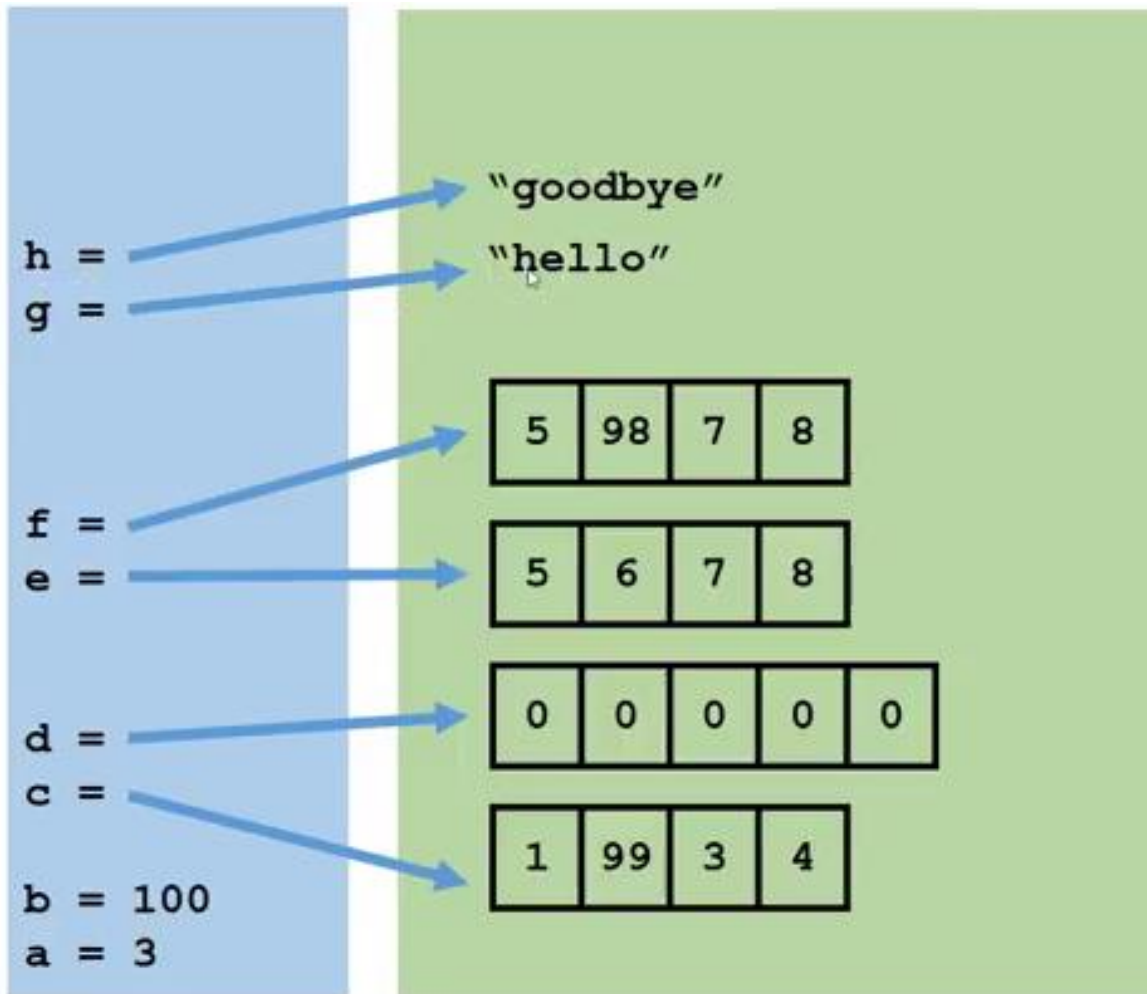 "goodbye"
h =
"hello"
g =
5 98 7 8
f =
e =
5 6 7 8
d =
0 0 0 0 0
c =
1 99 3 4
b = 100
a = 3